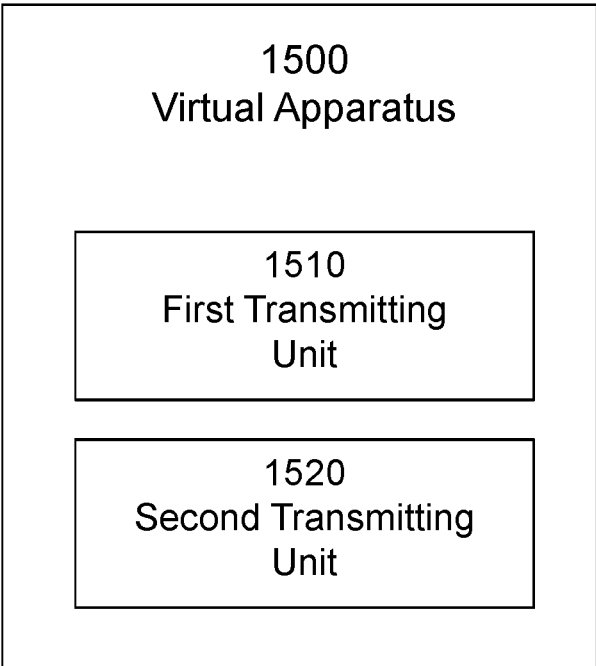 1500
Virtual Apparatus
1510
First Transmitting
Unit
1520
Second Transmitting
Unit